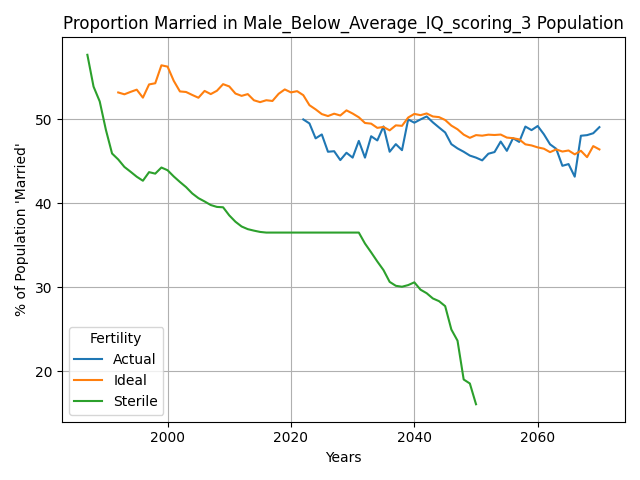 Proportion Married in Male_Below_Average_IQ_scoring_3 Population
% of Population 'Married'
50
40
30
20
Fertility
Actual
Ideal
Sterile
2000 2020 2040 2060
Years